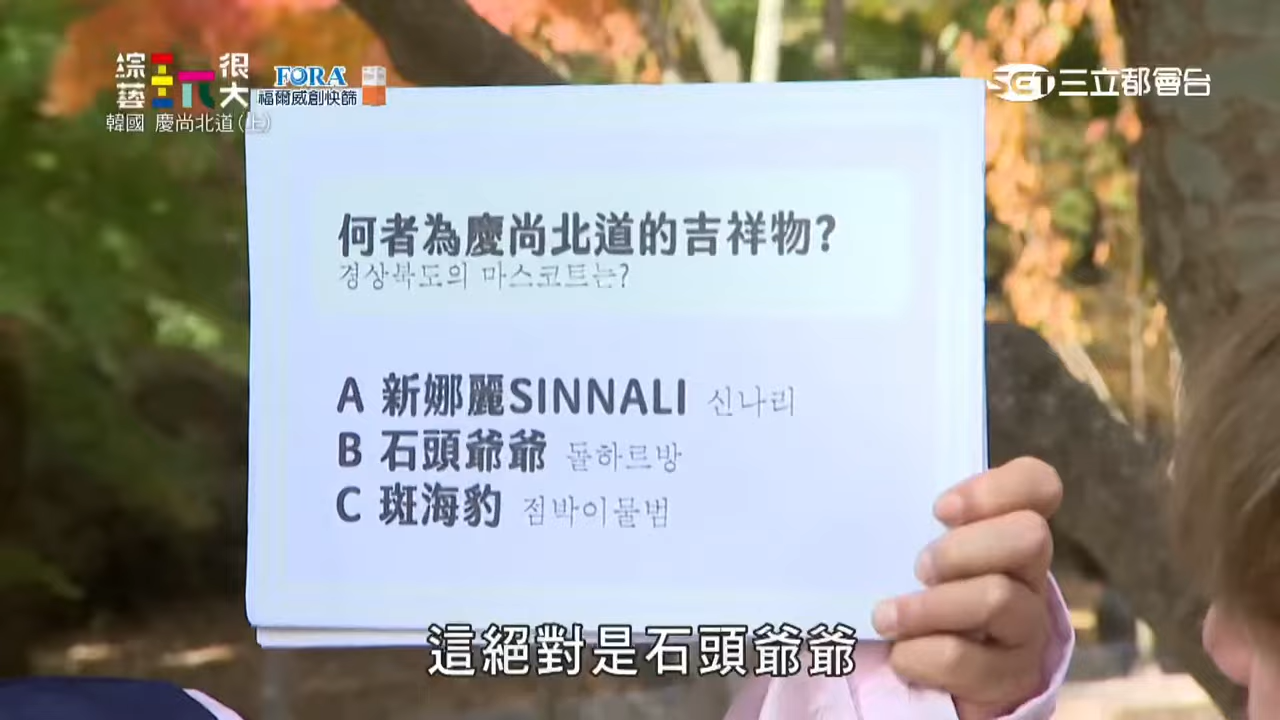 綜藝玩很大
FORA
福爾威創快篩
韓國 慶尚北道(上)
SET三立都會台
何者為慶尚北道的吉祥物?
경상북도의 마스코트는?
A 新娜麗SINNALI 신나리
B 石頭爺爺 돌하르방
C 斑海豹 점박이물범
這絕對是石頭爺爺